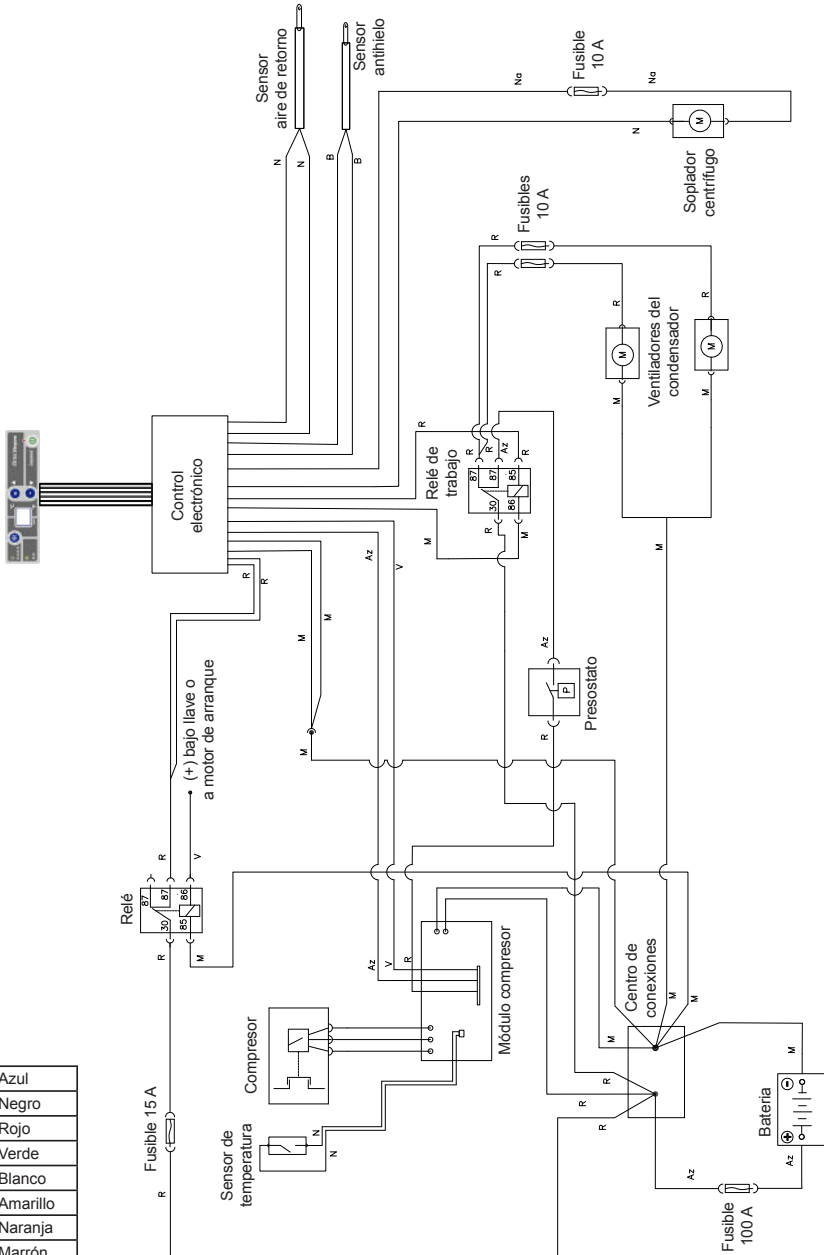 Sensor
aire de retorno
Sensor
antihielo
Fusible
10 A
Na
Na
N
N
N
B
B
Soplador
centrífugo
M
Fusibles
10 A
R
R
R
R
M
M
M
M
Ventiladores del
condensador
Control
electrónico
Relé de
trabajo
R
R
R
Az
R
87
87
85
30
86
R
M
M
Az
V
R
R
M
M
M
M
Az
Presostato
P
R
(+) bajo llave o
a motor de arranque
Relé
R
V
87
87
86
30
85
R
M
Az
V
R
Módulo compresor
Compresor
Sensor de
temperatura
N
N
Fusible 15 A
R
Centro de
conexiones
M
M
M
R
R
R
Bateria
M
Az
Az
Fusible
100 A
Azul
Negro
Rojo
Verde
Blanco
Amarillo
Naranja
Marrón